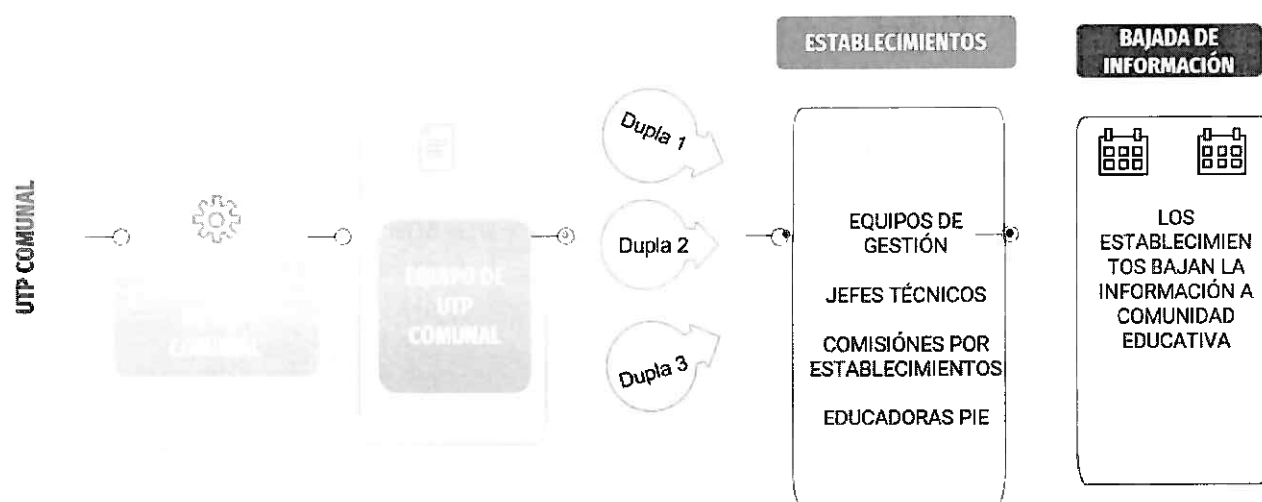 UTP COMUNAL
COMUNAL
EQUIPO DE
UTP
COMUNAL
Dupla 1
Dupla 2
Dupla 3
ESTABLECIMIENTOS
EQUIPOS DE
GESTIÓN
JEFES TÉCNICOS
COMISIÓNES POR
ESTABLECIMIENTOS
EDUCADORAS PIE
BAJADA DE
INFORMACIÓN
LOS
ESTABLECIMIEN
TOS BAJAN LA
INFORMACIÓN A
COMUNIDAD
EDUCATIVA